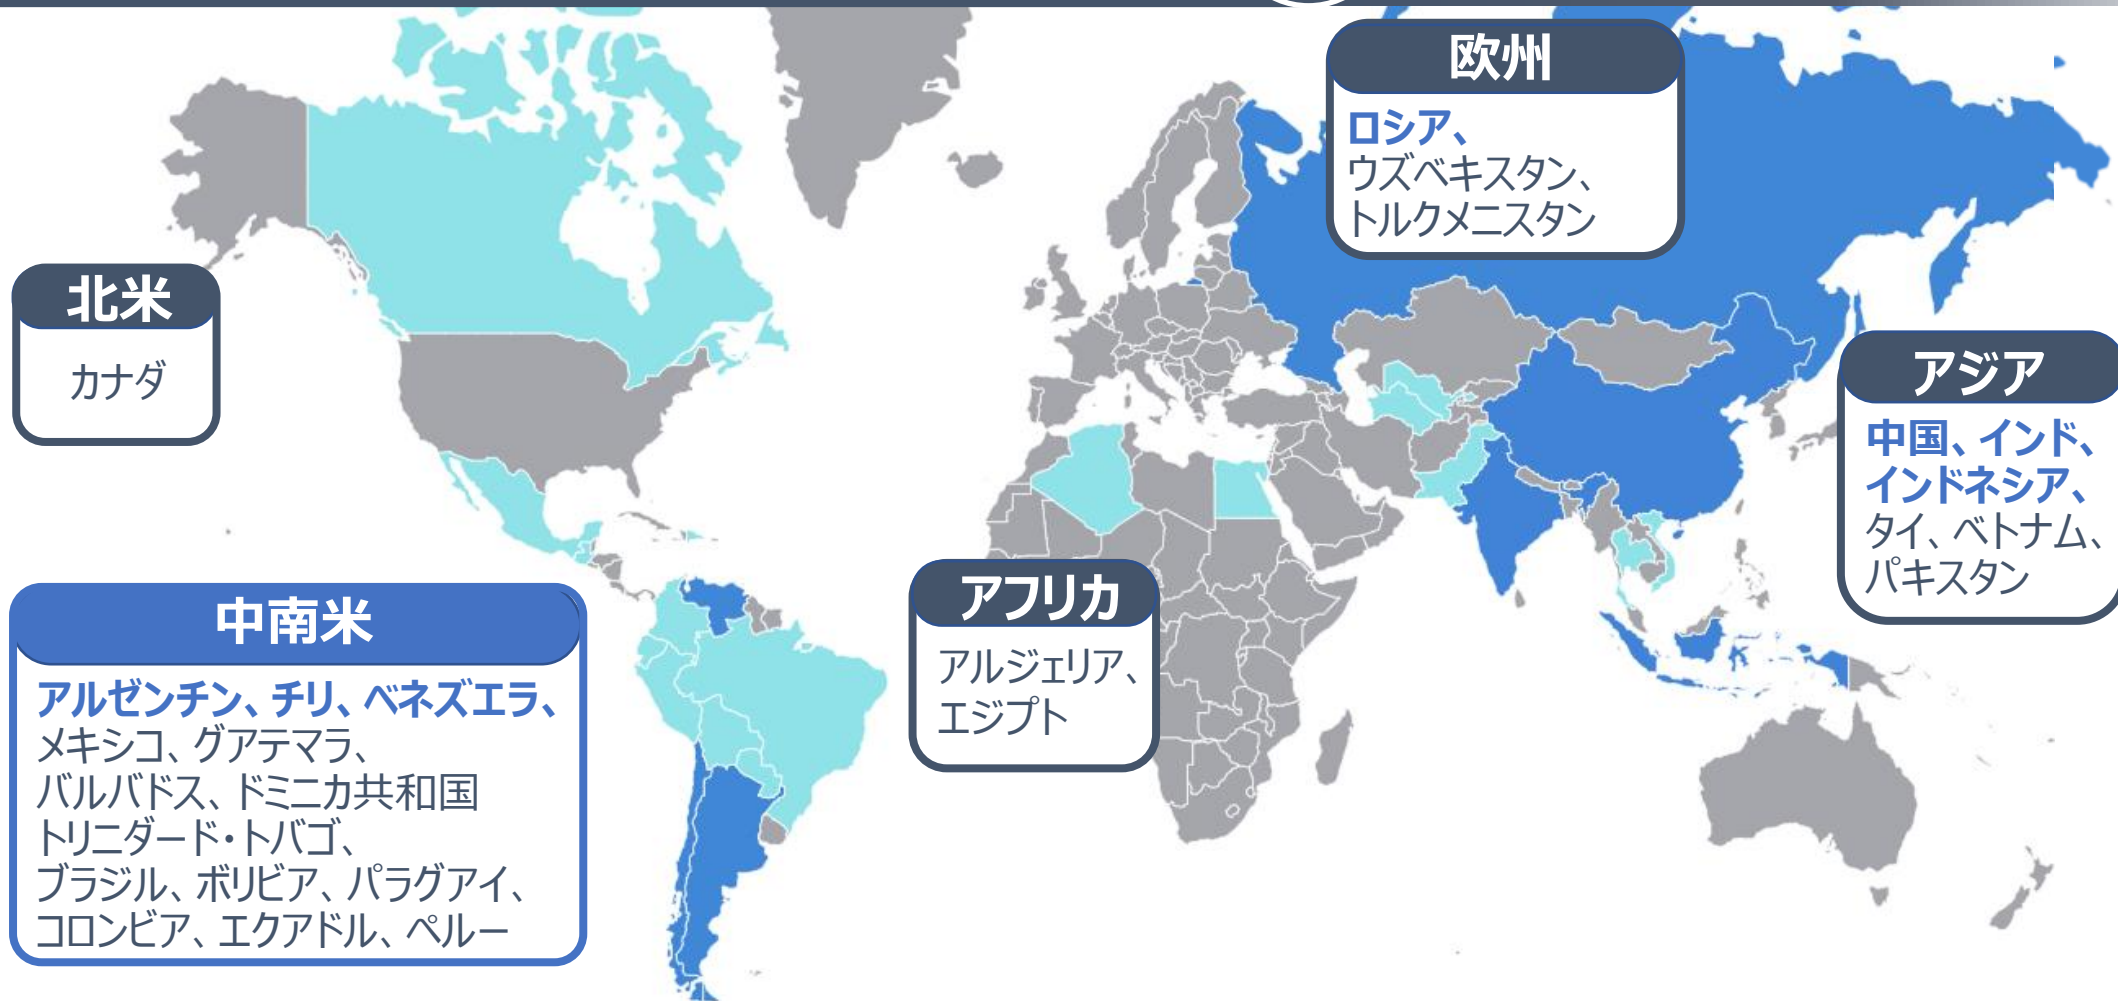 欧州
ロシア、
ウズベキスタン、
トルクメニスタン
北米
カナダ
アジア
中国、インド、
インドネシア、
タイ、ベトナム、
パキスタン
アフリカ
アルジェリア、
エジプト
中南米
アルゼンチン、チリ、ベネズエラ、
メキシコ、グアテマラ、
バルバドス、ドミニカ共和国
トリニダード・トバゴ、
ブラジル、ボリビア、パラグアイ、
コロンビア、エクアドル、ペルー